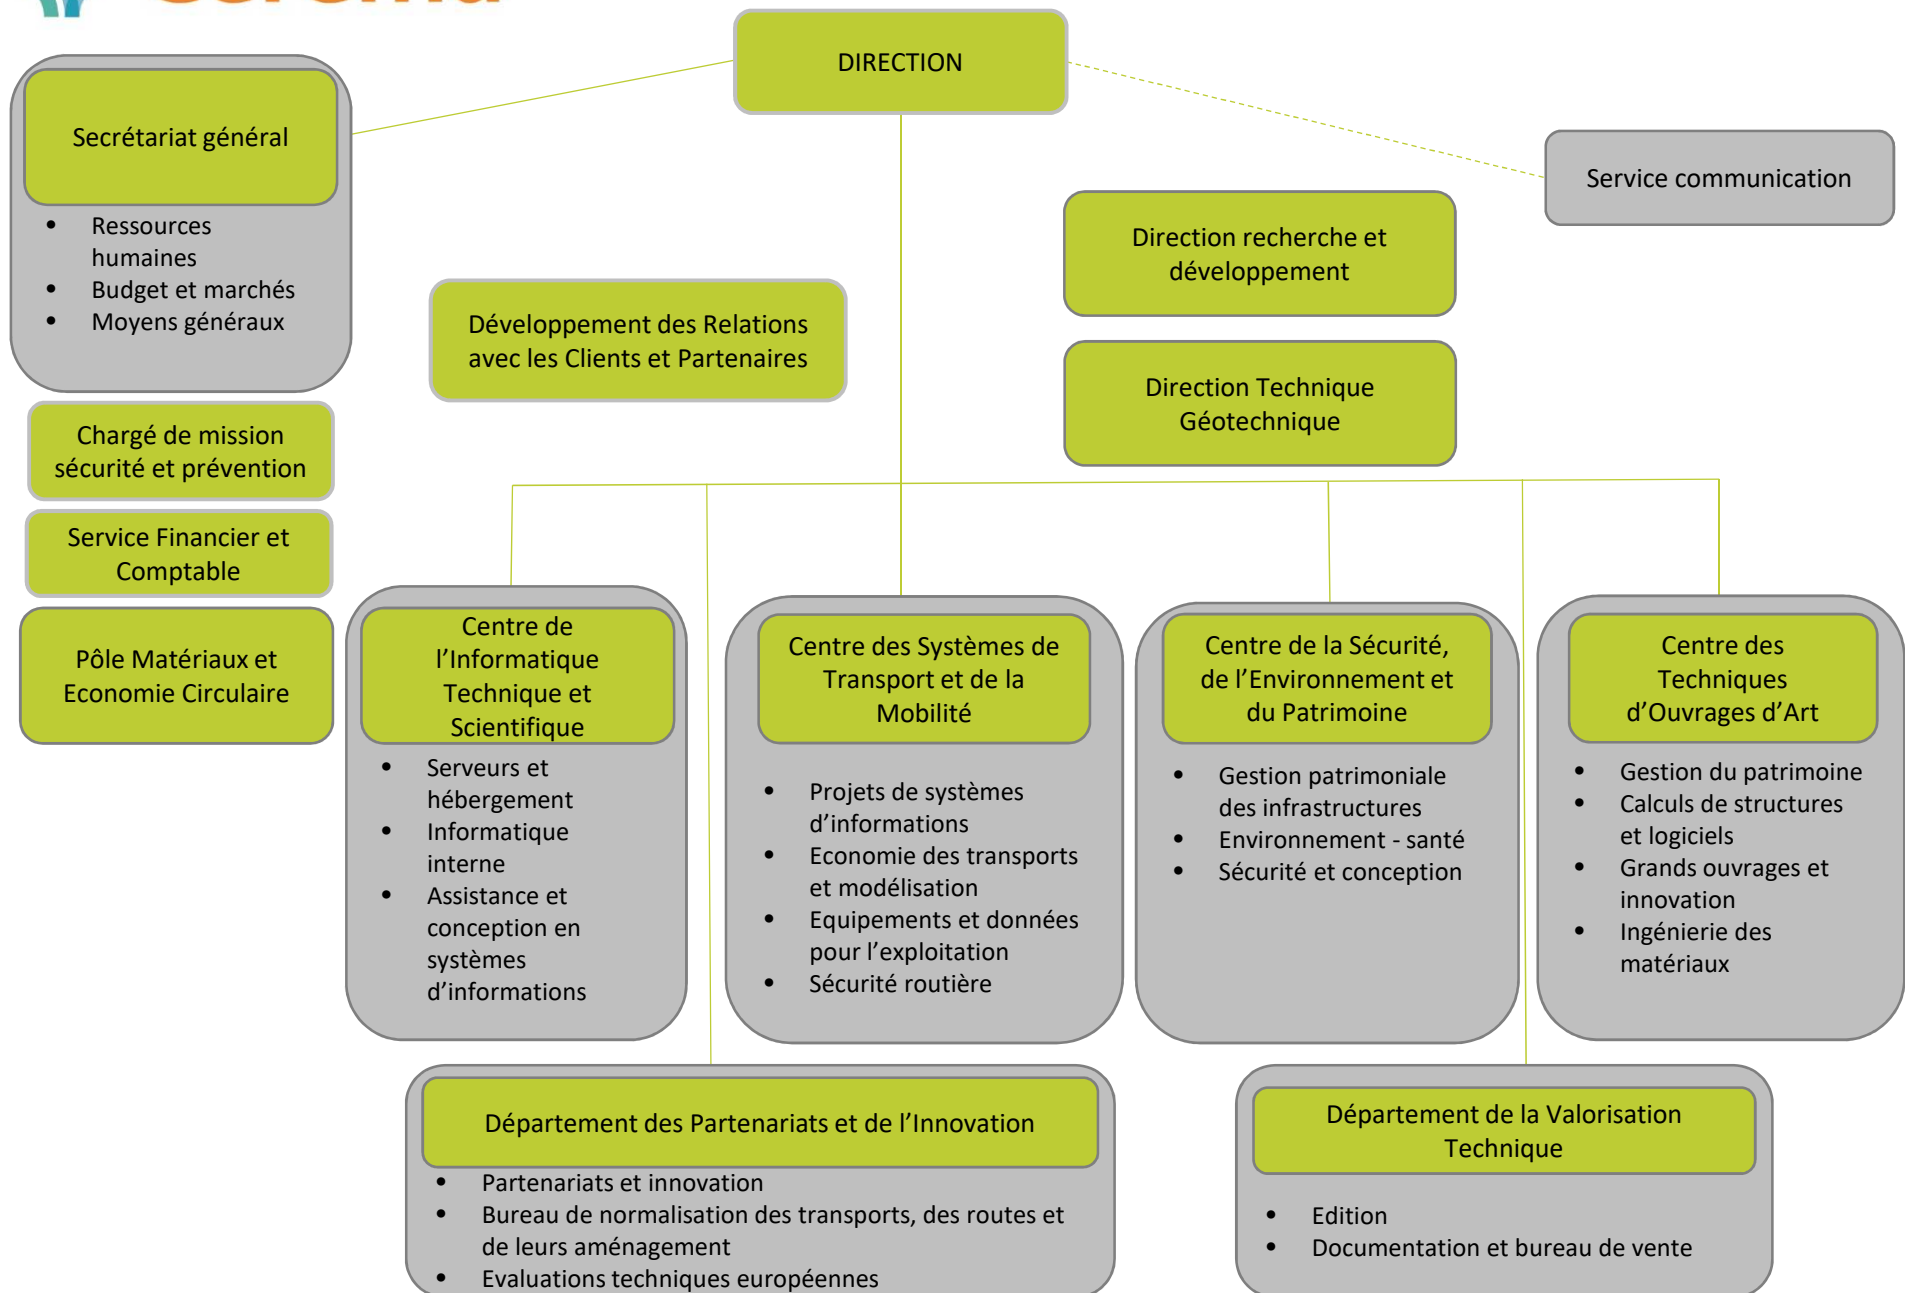 Cerema
DIRECTION
Secrétariat général
• Ressources
humaines
• Budget et marchés
• Moyens généraux
Service communication
Direction recherche et
développement
Développement des Relations
avec les Clients et Partenaires
Direction Technique
Géotechnique
Chargé de mission
sécurité et prévention
Service Financier et
Comptable
Pôle Matériaux et
Economie Circulaire
Centre de
l’Informatique
Technique et
Scientifique
• Serveurs et
hébergement
• Informatique
interne
• Assistance et
conception en
systèmes
d’informations
Centre des Systèmes de
Transport et de la
Mobilité
• Projets de systèmes
d’informations
• Economie des transports
et modélisation
• Equipements et données
pour l’exploitation
• Sécurité routière
Centre de la Sécurité,
de l’Environnement et
du Patrimoine
• Gestion patrimoniale
des infrastructures
• Environnement - santé
• Sécurité et conception
Centre des
Techniques
d’Ouvrages d’Art
• Gestion du patrimoine
• Calculs de structures
et logiciels
• Grands ouvrages et
innovation
• Ingénierie des
matériaux
Département des Partenariats et de l’Innovation
• Partenariats et innovation
• Bureau de normalisation des transports, des routes et
de leurs aménagement
• Evaluations techniques européennes
Département de la Valorisation
Technique
• Edition
• Documentation et bureau de vente